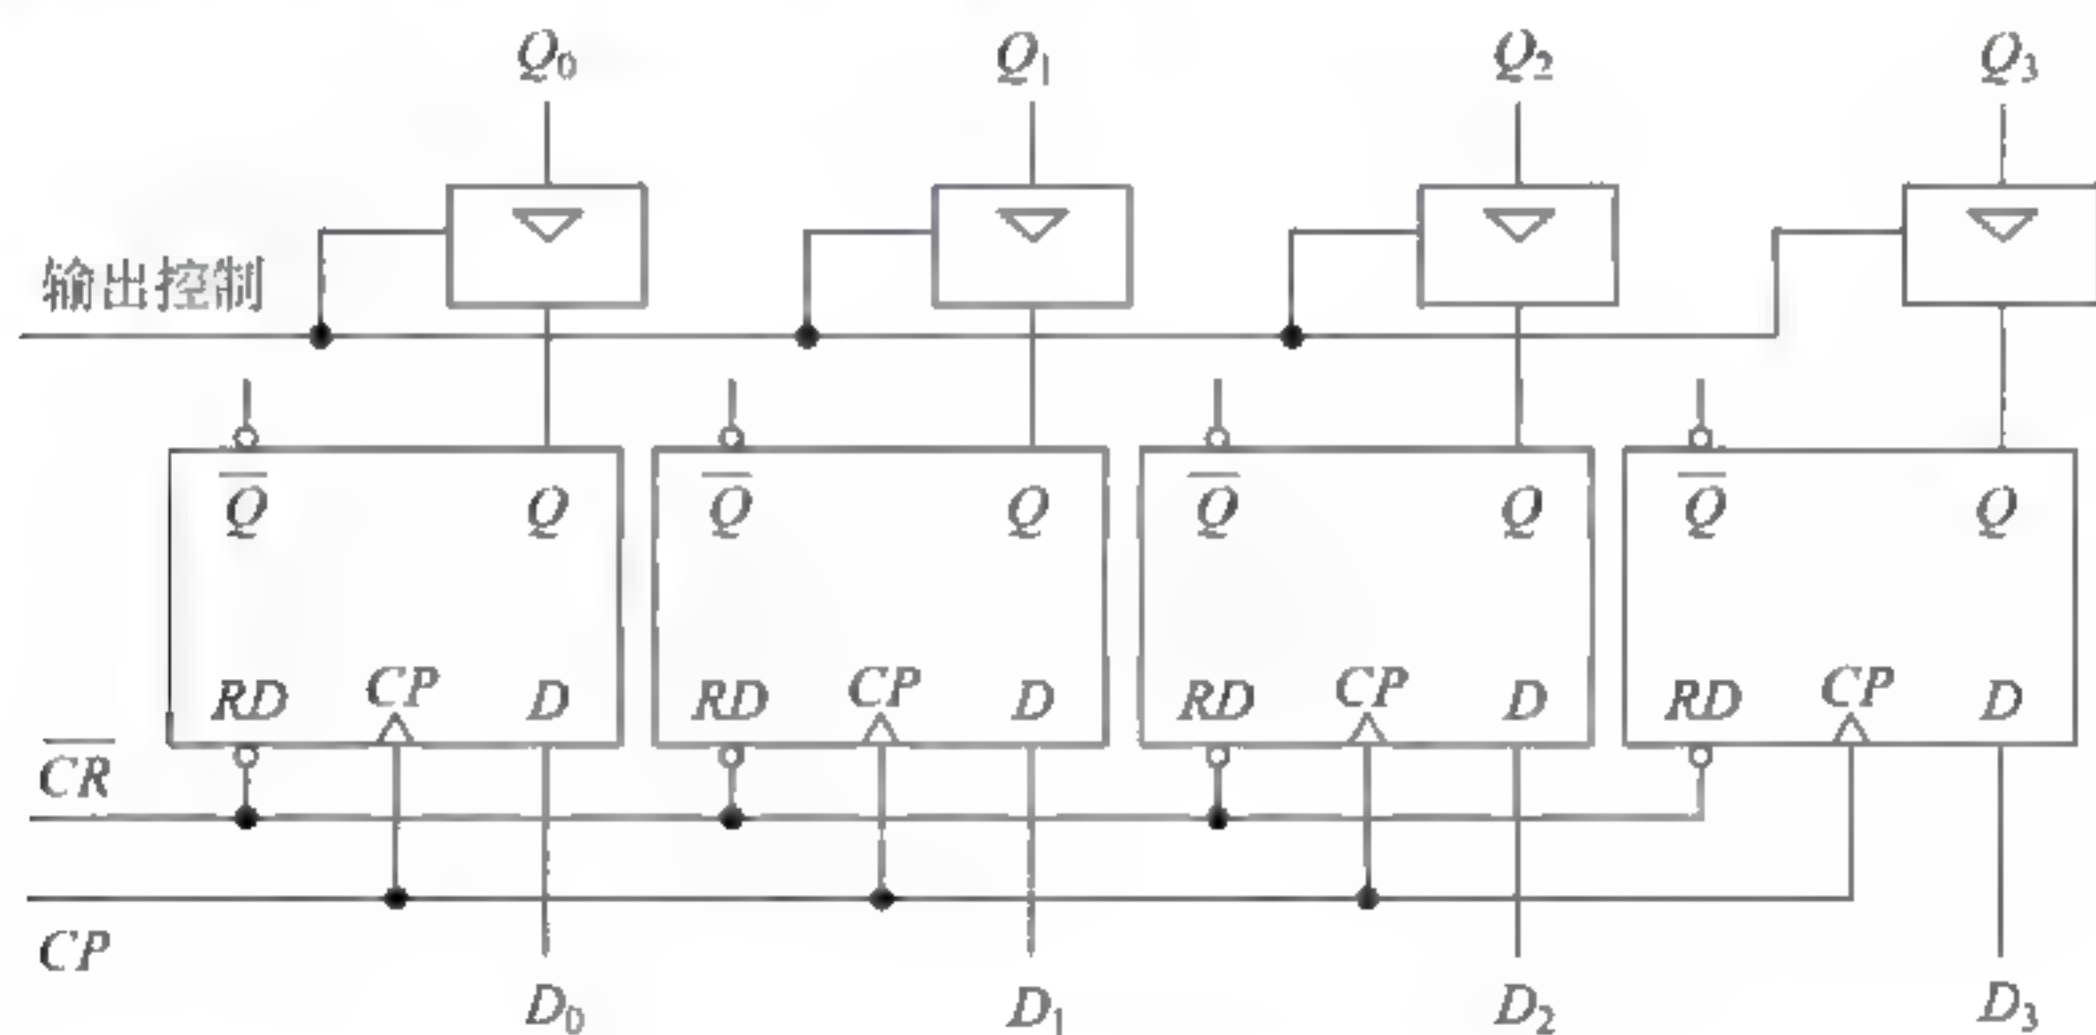 Q₀ Q₁ Q₂ Q₃
输出控制
Q̅ Q Q̅ Q Q̅ Q Q̅ Q
RD CP D RD CP D RD CP D RD CP D
C̅R̅
CP
D₀ D₁ D₂ D₃